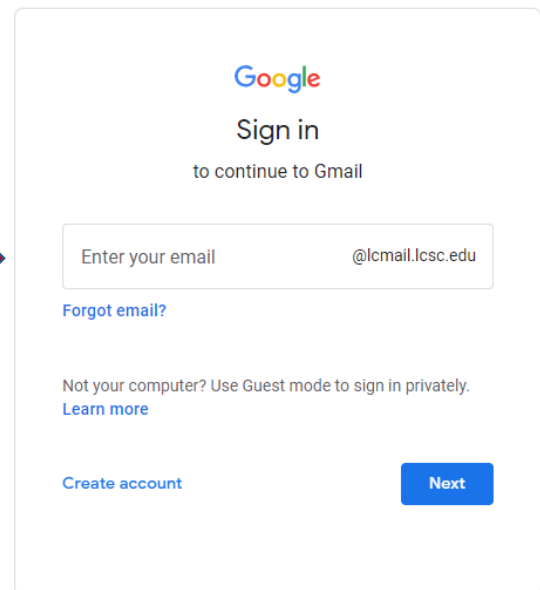 Google
Sign in
to continue to Gmail
Enter your email @lcmail.lcsc.edu
Forgot email?
Not your computer? Use Guest mode to sign in privately.
Learn more
Create account Next